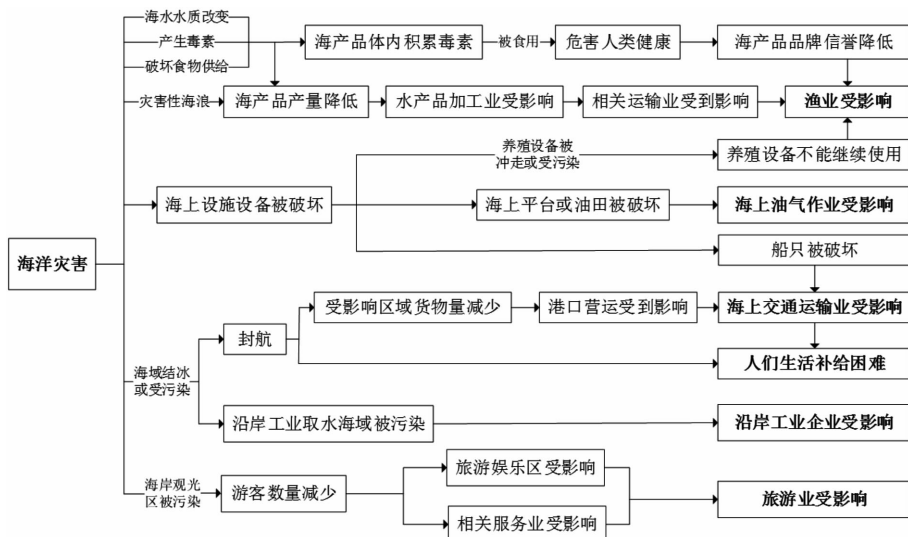 海水水质改变
产生毒素
破坏食物供给
海产品体内积累毒素
被食用
危害人类健康
海产品品牌信誉降低
灾害性海浪
海产品产量降低
水产品加工业受影响
相关运输业受到影响
渔业受影响
养殖设备被
冲走或受污染
养殖设备不能继续使用
海上设施设备被破坏
海上平台或油田被破坏
海上油气作业受影响
船只被破坏
海洋灾害
受影响区域货物量减少
港口营运受到影响
海上交通运输业受影响
封航
人们生活补给困难
海域结冰
或受污染
沿岸工业取水海域被污染
沿岸工业企业受影响
海岸观光
区被污染
游客数量减少
旅游娱乐区受影响
相关服务业受影响
旅游业受影响